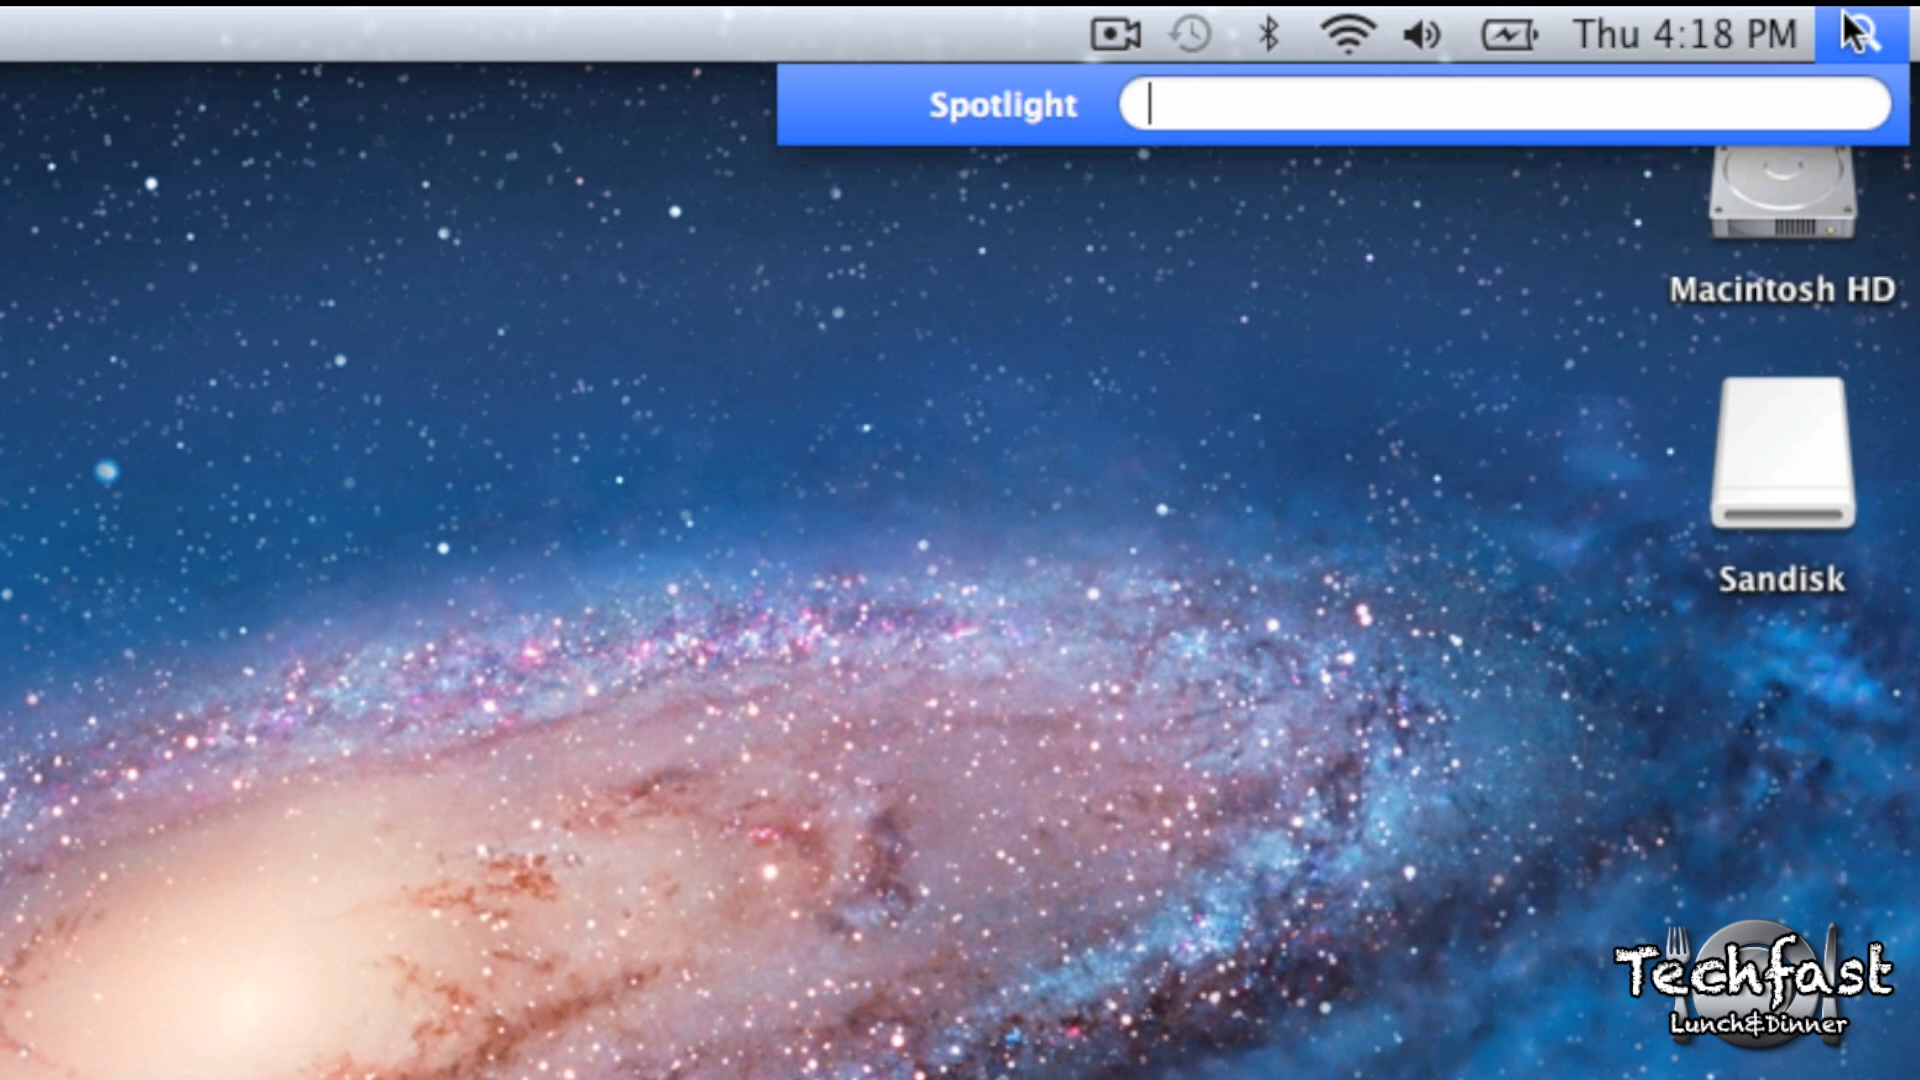 Thu 4:18 PM
Spotlight
Macintosh HD
Sandisk
Techfast
Lunch&Dinner